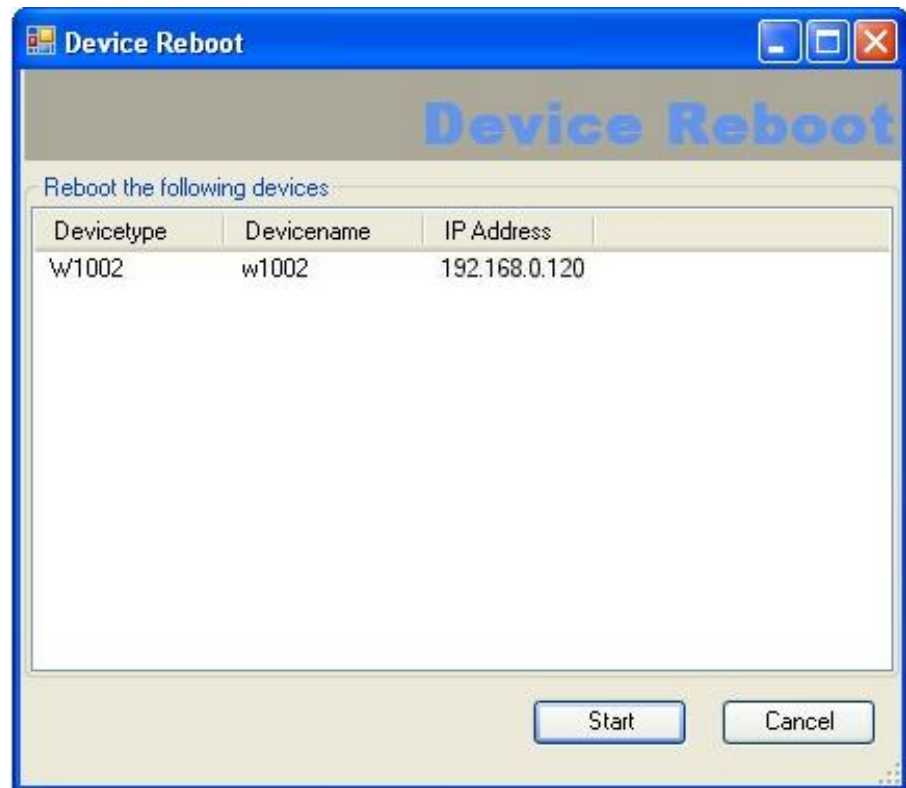 Device Reboot
Device Reboot
Reboot the following devices
Devicetype Devicename IP Address
W1002 w1002 192.168.0.120
Start Cancel